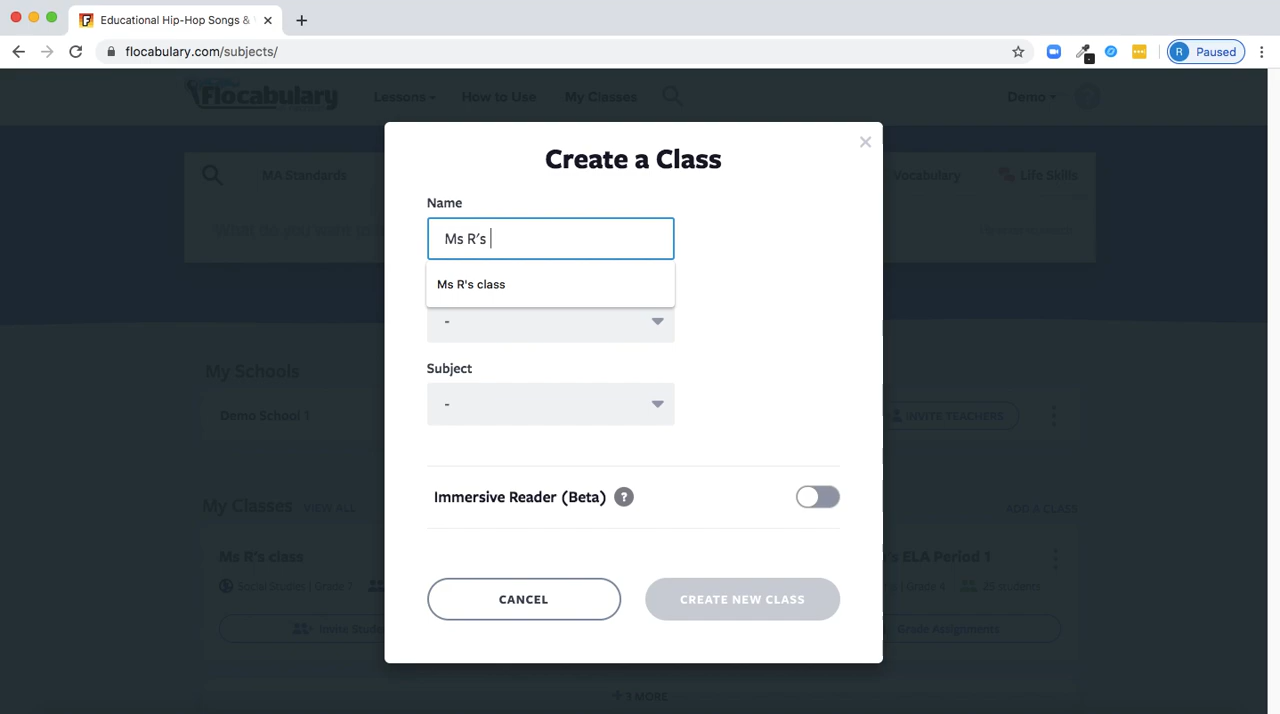 Educational Hip-Hop Songs &
flocabulary.com/subjects/
R Paused
Flocabulary
Lessons
How to Use
My Classes
Demo
?
MA Standards
Vocabulary
Life Skills
What do you want to
Create a Class
Name
Ms R's
Ms R's class
-
Subject
-
Immersive Reader (Beta) ?
CANCEL
CREATE NEW CLASS
My Schools
Demo School 1
INVITE TEACHERS
My Classes VIEW ALL
ADD A CLASS
Ms R's class
's ELA Period 1
Social Studies | Grade 7
| Grade 4
25 students
Invite Stude
Grade Assignments
+ 3 MORE